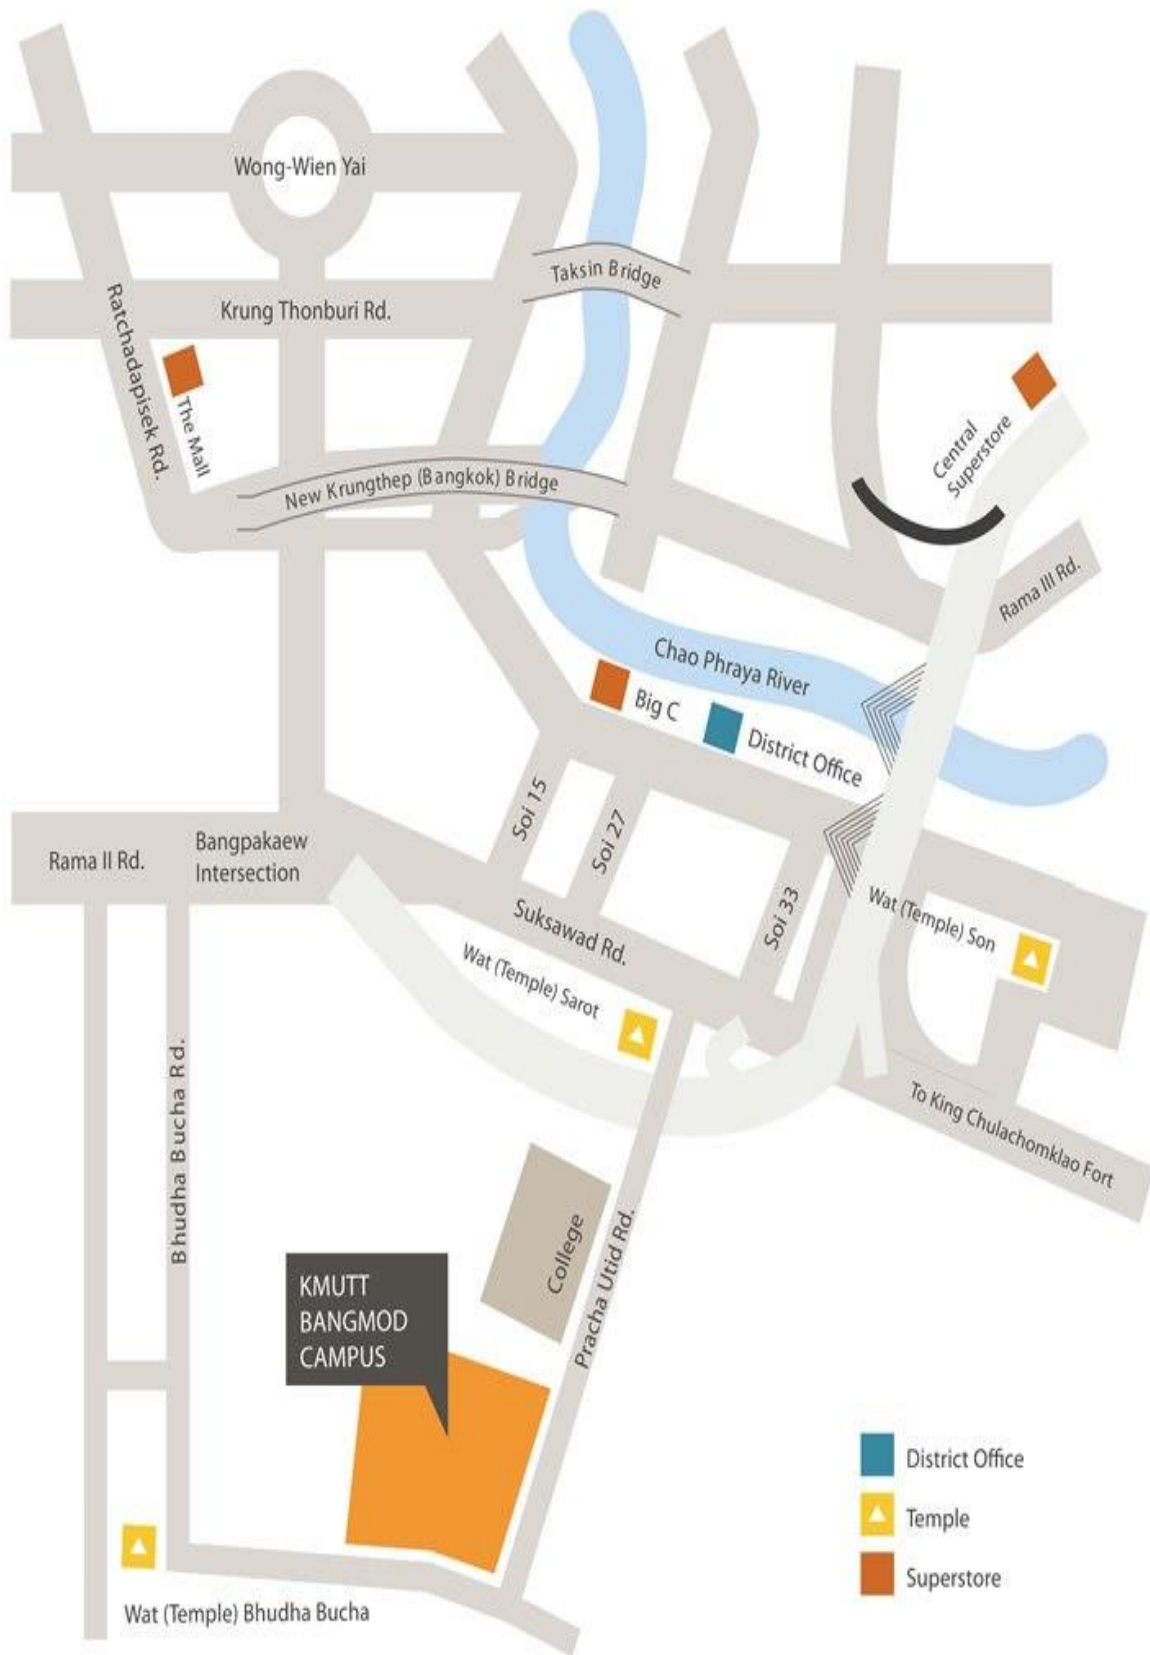 Wong-Wien Yai
Taksin Bridge
Krung Thonburi Rd.
Ratchadapisek Rd.
The Mall
Central
Superstore
New Krungthep (Bangkok) Bridge
Rama III Rd.
Chao Phraya River
Big C
District Office
Soi 15
Soi 27
Soi 33
Rama II Rd.
Bangpakaew
Intersection
Suksawad Rd.
Wat (Temple) Son
Wat (Temple) Sarot
To King Chulachomklao Fort
Bhudha Bucha Rd.
College
Pracha Utid Rd.
KMUTT
BANGMOD
CAMPUS
Wat (Temple) Bhudha Bucha
District Office
Temple
Superstore